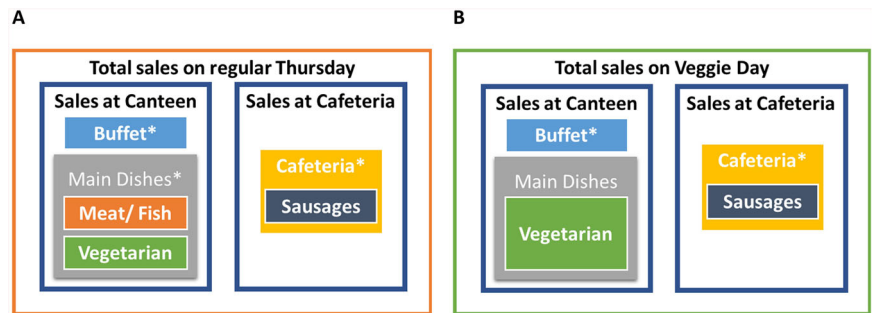 A
Total sales on regular Thursday
Sales at Canteen
Buffet*
Main Dishes*
Meat/ Fish
Vegetarian
Sales at Cafeteria
Cafeteria*
Sausages
B
Total sales on Veggie Day
Sales at Canteen
Buffet*
Main Dishes
Vegetarian
Sales at Cafeteria
Cafeteria*
Sausages